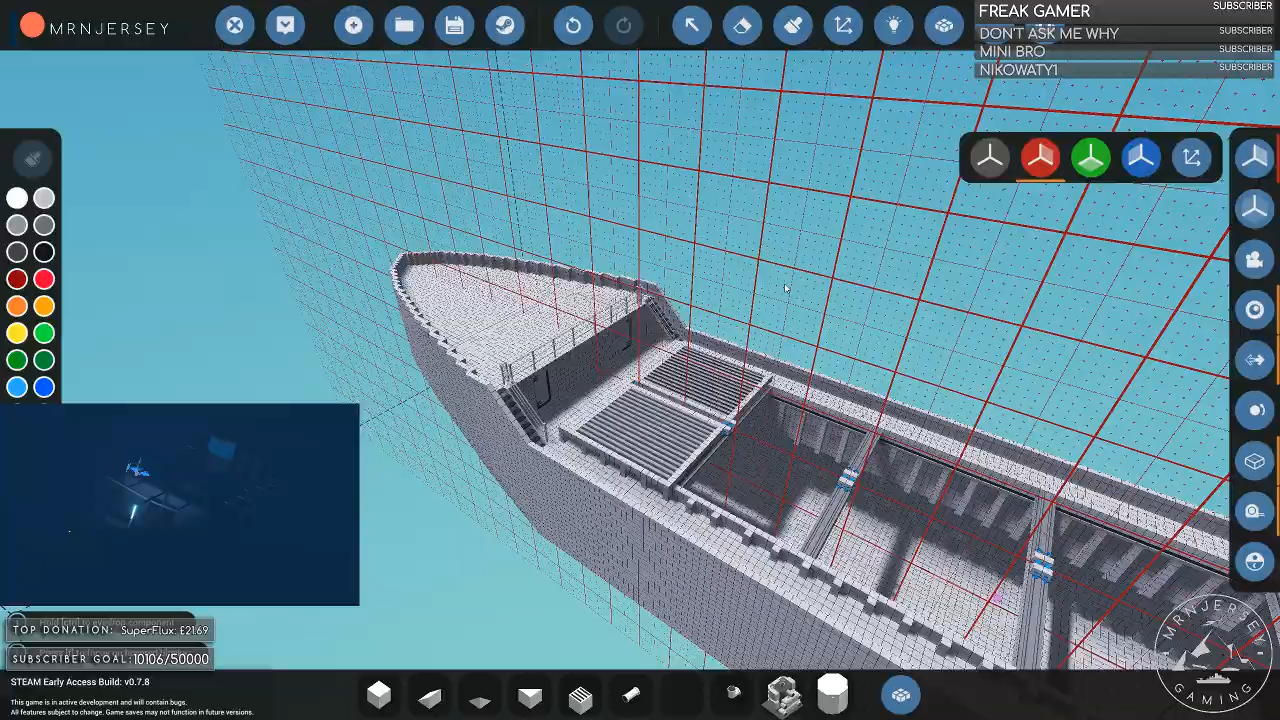 MRNJERSEY
FREAK GAMER SUBSCRIBER
DON'T ASK ME WHY SUBSCRIBER
MINI BRO SUBSCRIBER
NIKOWATY1 SUBSCRIBER
TOP DONATION: SuperFlux: £21.69
SUBSCRIBER GOAL: 10106/50000
STEAM Early Access Build: v0.7.8
This game is in active development and will contain bugs.
All features subject to change. Game saves may not function in future versions.
MRNJERSEY
GAMING